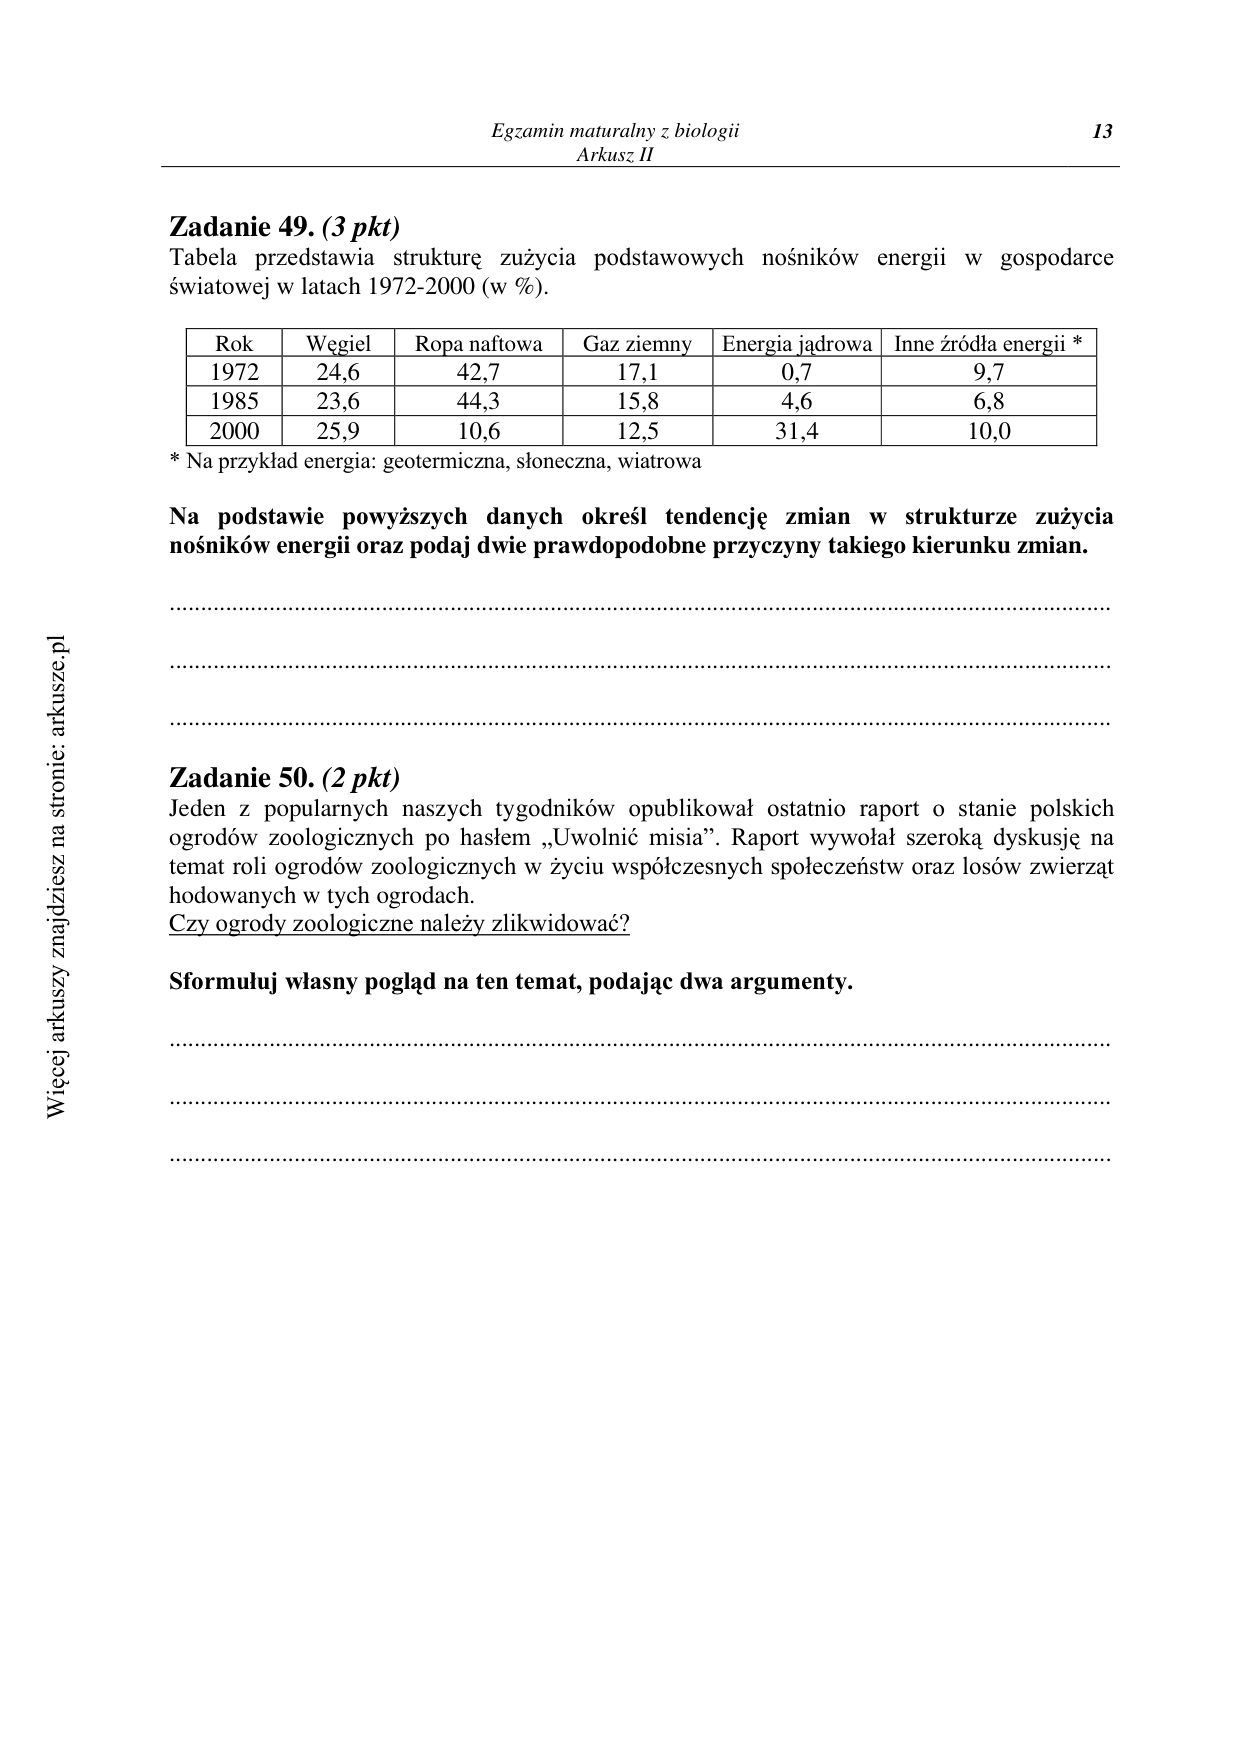 Egzamin maturalny z biologii
13
Arkusz II
Zadanie 49. (3 pkt)
Tabela przedstawia strukturę zużycia podstawowych nośników energii w gospodarce
światowej w latach 1972-2000 (w %).
Rok Węgiel Ropa naftowa Gaz ziemny Energia jądrowa Inne źródła energii *
1972 24,6 42,7 17,1 0,7 9,7
1985 23,6 44,3 15,8 4,6 6,8
2000 25,9 10,6 12,5 31,4 10,0
* Na przykład energia: geotermiczna, słoneczna, wiatrowa
Na podstawie powyższych danych określ tendencję zmian w strukturze zużycia
nośników energii oraz podaj dwie prawdopodobne przyczyny takiego kierunku zmian.
Zadanie 50. (2 pkt)
Jeden z popularnych naszych tygodników opublikował ostatnio raport o stanie polskich
ogrodów zoologicznych po hasłem „Uwolnić misia”. Raport wywołał szeroką dyskusję na
temat roli ogrodów zoologicznych w życiu współczesnych społeczeństw oraz losów zwierząt
hodowanych w tych ogrodach.
Czy ogrody zoologiczne należy zlikwidować?
Sformułuj własny pogląd na ten temat, podając dwa argumenty.
Więcej arkuszy znajdziesz na stronie: arkusze.pl